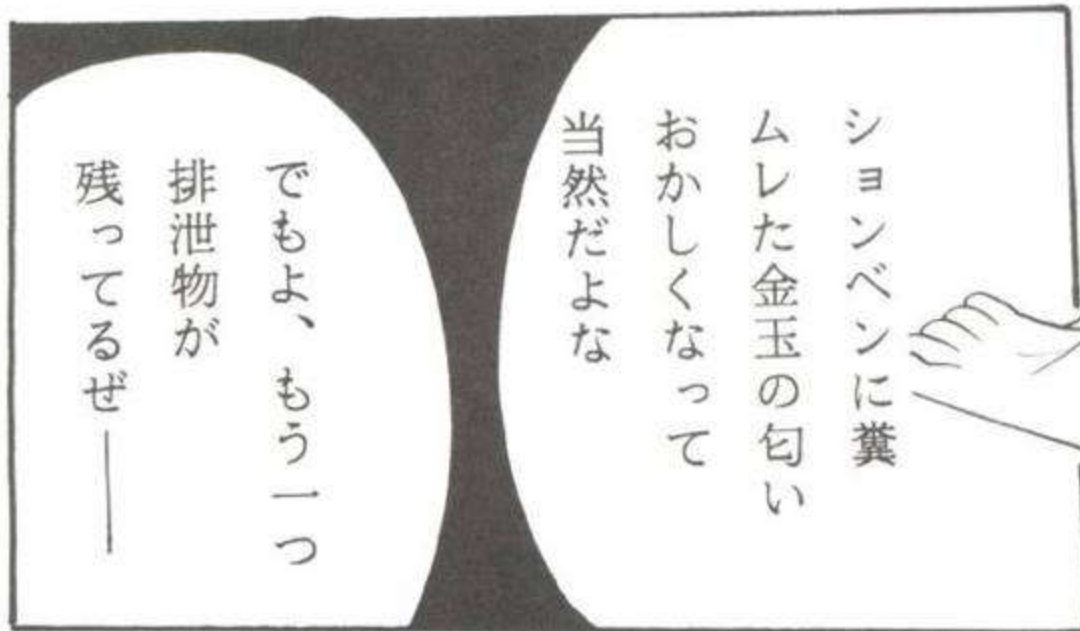 ションベンに糞
ムレた金玉の匂い
おかしくなって
当然だよな
でもよ、もう一つ
排泄物が
残ってるぜ――